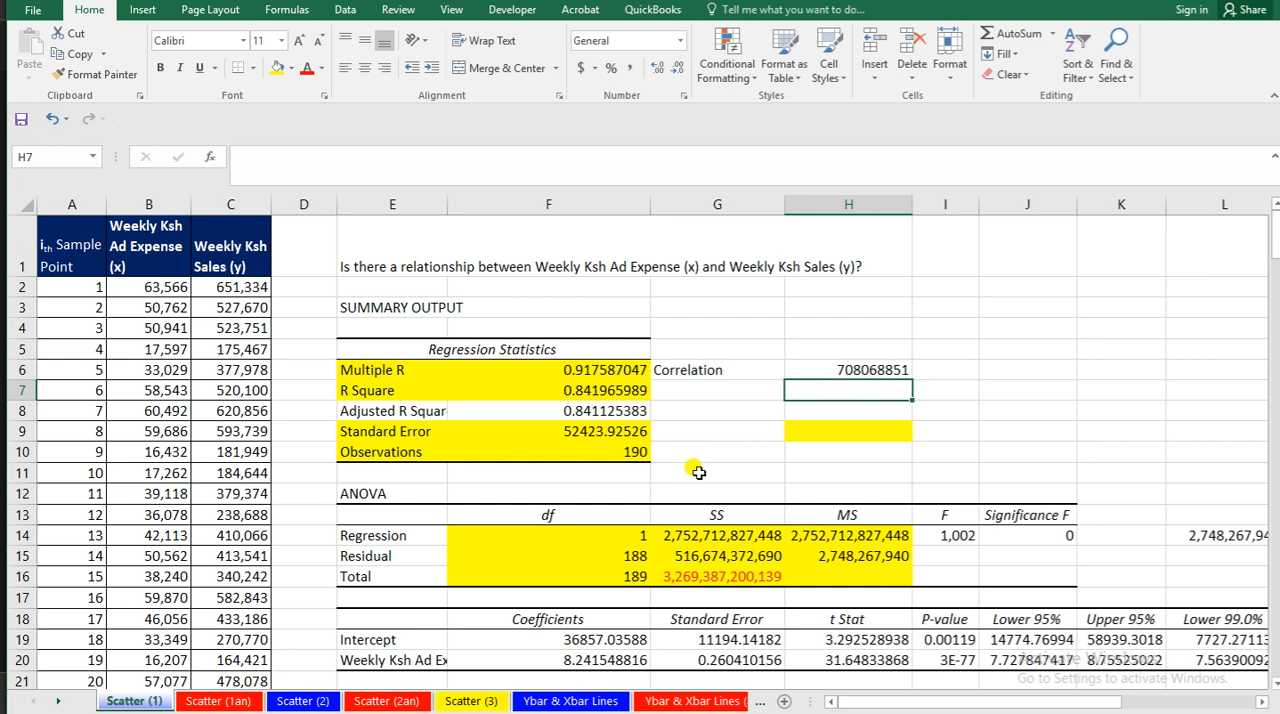 File Home Insert Page Layout Formulas Data Review View Developer Acrobat QuickBooks Tell me what you want to do... Sign in Share
Paste Cut Copy Format Painter Clipboard
Calibri 11 A A B I U A Font
Wrap Text Merge & Center Alignment
General $ % , Number
Conditional Formatting Format as Table Cell Styles Styles
Insert Delete Format Cells
AutoSum Fill Clear Sort & Filter Find & Select Editing
H7 fx
A B C D E F G H I J K L
1 ith Sample Point Weekly Ksh Ad Expense (x) Weekly Ksh Sales (y) Is there a relationship between Weekly Ksh Ad Expense (x) and Weekly Ksh Sales (y)?
2 1 63,566 651,334
3 2 50,762 527,670 SUMMARY OUTPUT
4 3 50,941 523,751
5 4 17,597 175,467 Regression Statistics
6 5 33,029 377,978 Multiple R 0.917587047 Correlation 708068851
7 6 58,543 520,100 R Square 0.841965989
8 7 60,492 620,856 Adjusted R Squar 0.841125383
9 8 59,686 593,739 Standard Error 52423.92526
10 9 16,432 181,949 Observations 190
11 10 17,262 184,644
12 11 39,118 379,374 ANOVA
13 12 36,078 238,688 df SS MS F Significance F
14 13 42,113 410,066 Regression 1 2,752,712,827,448 2,752,712,827,448 1,002 0 2,748,267,94
15 14 50,562 413,541 Residual 188 516,674,372,690 2,748,267,940
16 15 38,240 340,242 Total 189 3,269,387,200,139
17 16 59,870 582,843
18 17 46,056 433,186 Coefficients Standard Error t Stat P-value Lower 95% Upper 95% Lower 99.0%
19 18 33,349 270,770 Intercept 36857.03588 11194.14182 3.292528938 0.00119 14774.76994 58939.3018 7727.27113
20 19 16,207 164,421 Weekly Ksh Ad Ex 8.241548816 0.260410156 31.64833868 3E-77 7.727847417 8.75525022 7.56390092
Activate Windows
21 20 57,077 478,078
Go to Settings to activate Windows.
Scatter (1) Scatter (1an) Scatter (2) Scatter (2an) Scatter (3) Ybar & Xbar Lines Ybar & Xbar Lines ( ...